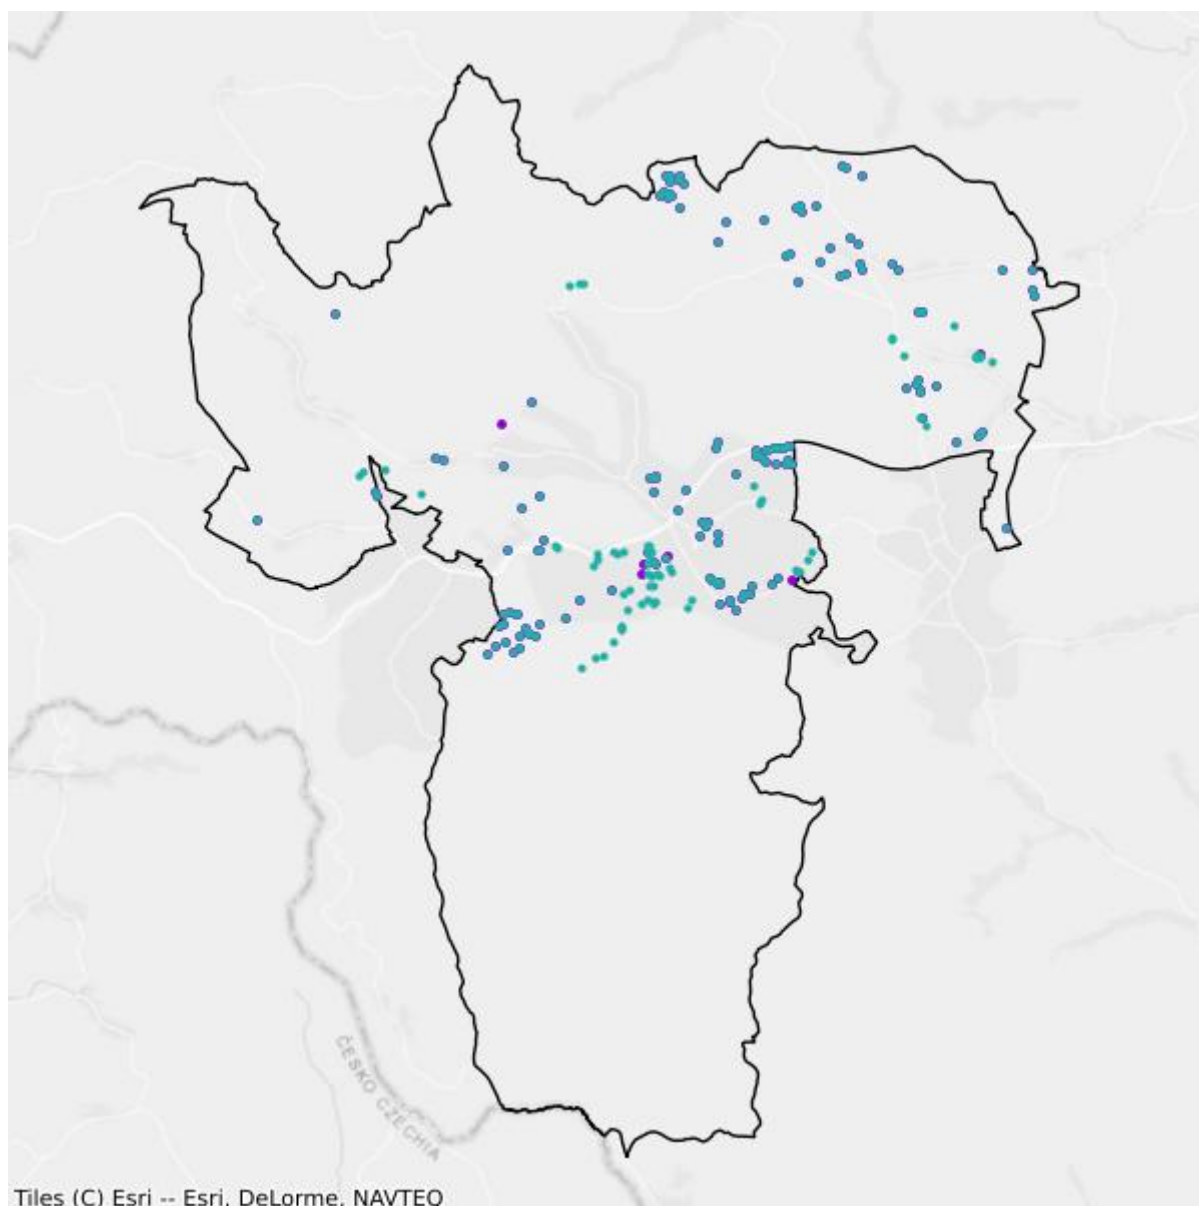 ČESKO CZECHIA
Tiles (C) Esri -- Esri, DeLorme, NAVTEQ